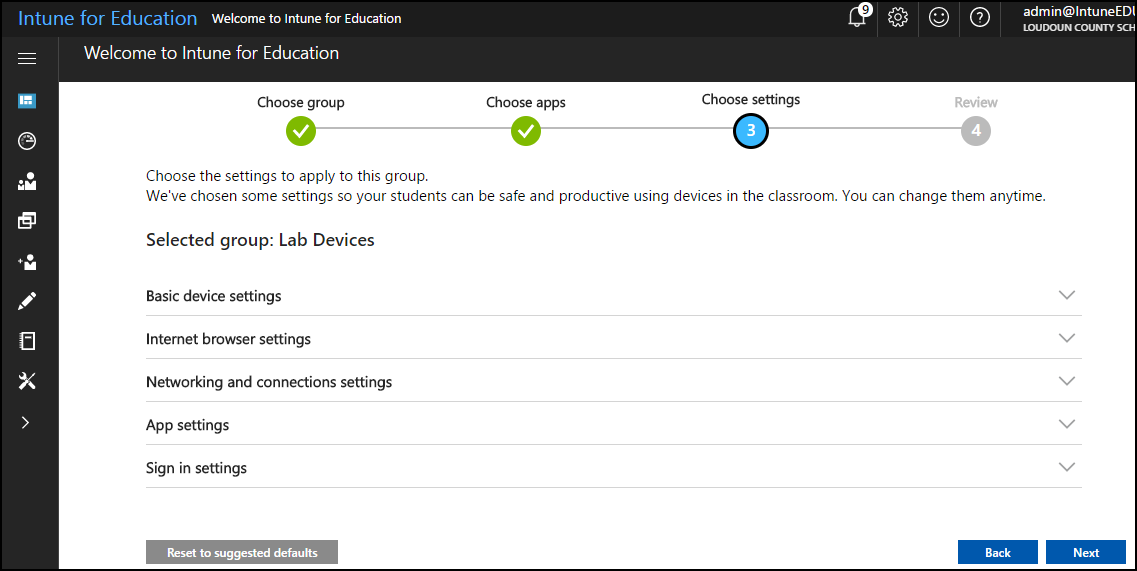 Intune for Education Welcome to Intune for Education 9 admin@IntuneEDU
LOUDOUN COUNTY SCH
Welcome to Intune for Education
Choose group Choose apps Choose settings Review
3 4
Choose the settings to apply to this group.
We've chosen some settings so your students can be safe and productive using devices in the classroom. You can change them anytime.
Selected group: Lab Devices
Basic device settings
Internet browser settings
Networking and connections settings
App settings
Sign in settings
Reset to suggested defaults Back Next